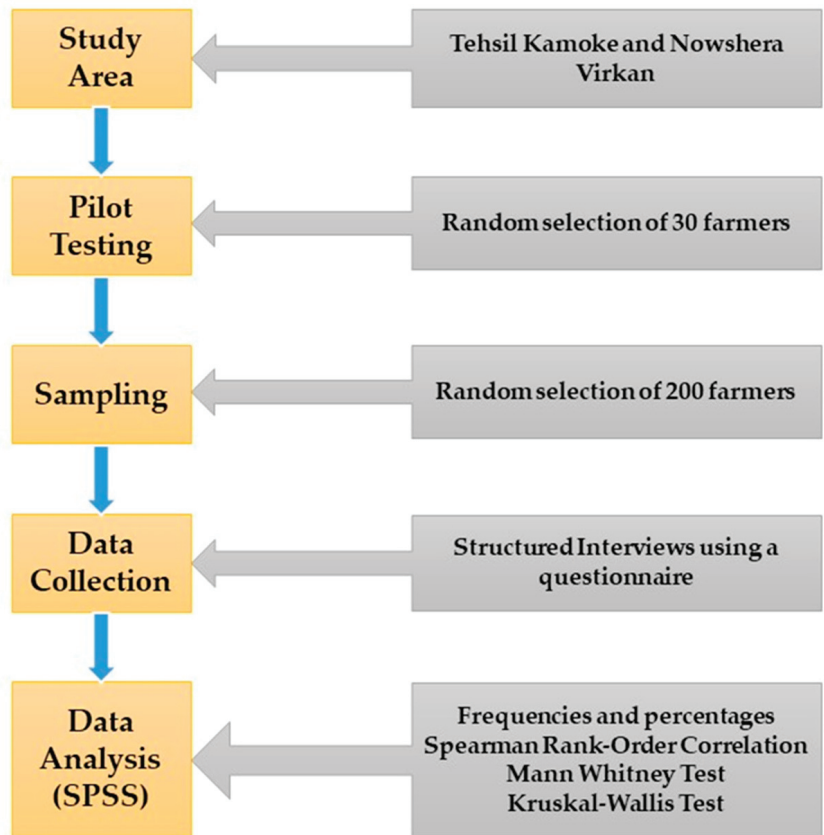 Study
Area
Tehsil Kamoke and Nowshera
Virkan
Pilot
Testing
Random selection of 30 farmers
Sampling
Random selection of 200 farmers
Data
Collection
Structured Interviews using a
questionnaire
Data
Analysis
(SPSS)
Frequencies and percentages
Spearman Rank-Order Correlation
Mann Whitney Test
Kruskal-Wallis Test